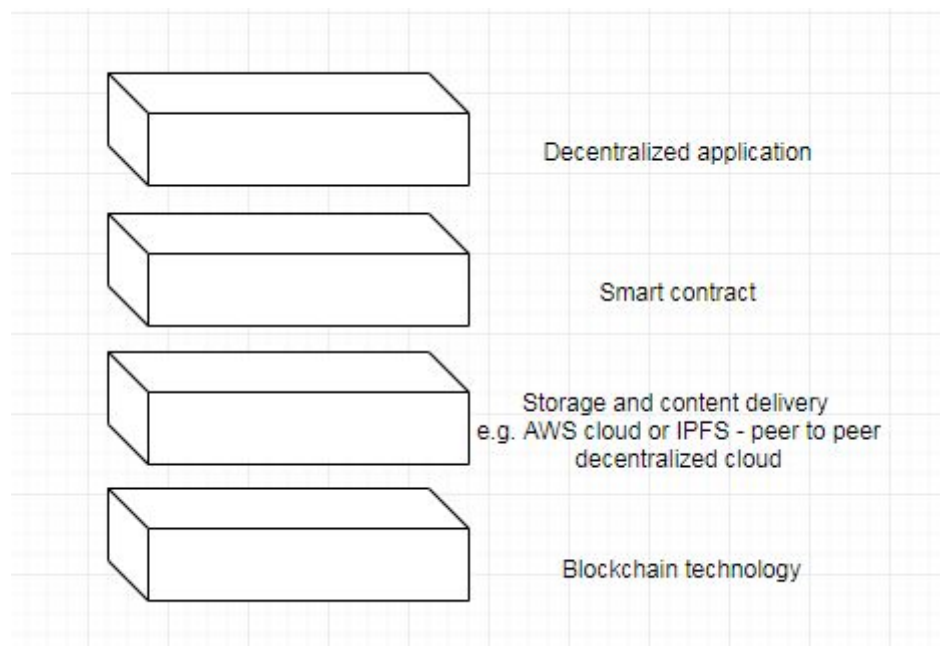 Decentralized application
Smart contract
Storage and content delivery
e.g. AWS cloud or IPFS - peer to peer
decentralized cloud
Blockchain technology